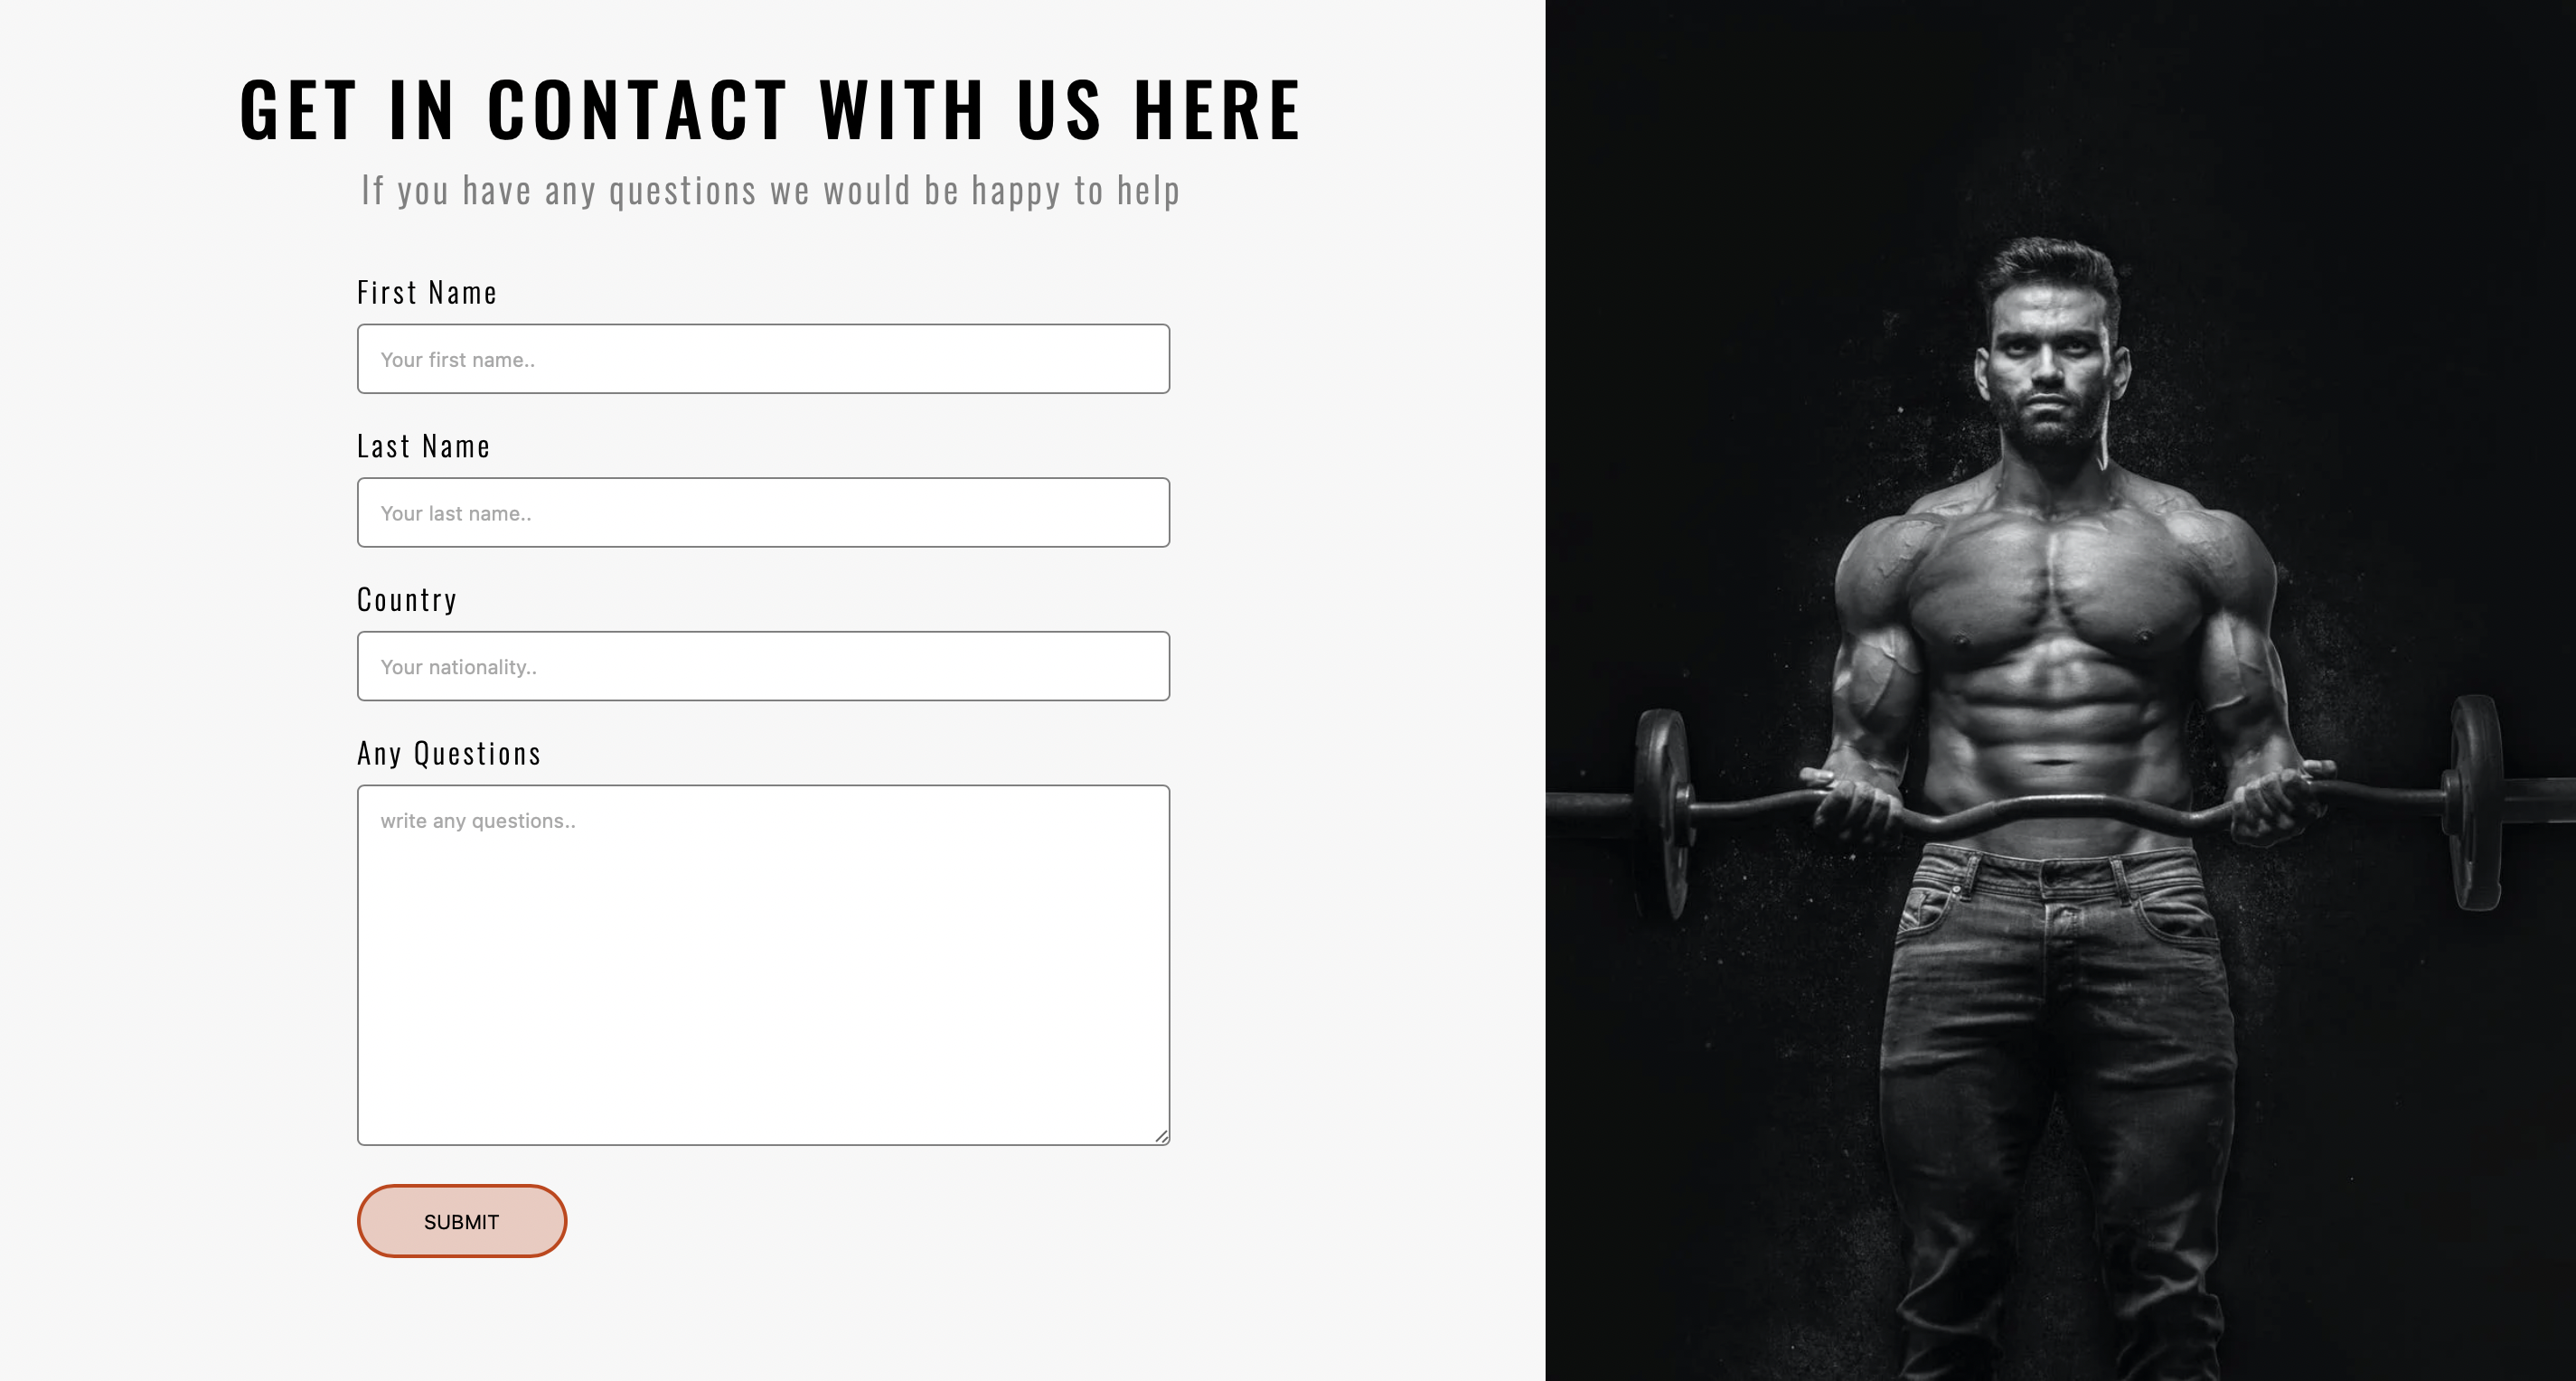 GET IN CONTACT WITH US HERE
If you have any questions we would be happy to help
First Name
Your first name..
Last Name
Your last name..
Country
Your nationality..
Any Questions
write any questions..
SUBMIT